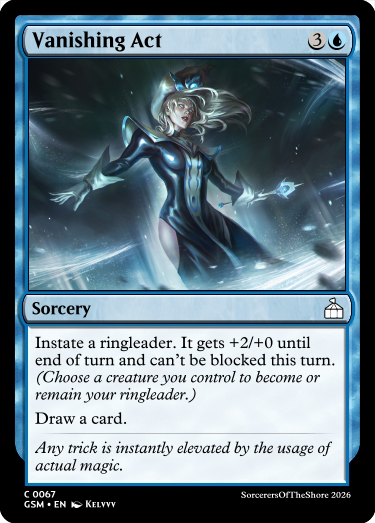 Vanishing Act 3
Sorcery
Instate a ringleader. It gets +2/+0 until
end of turn and can't be blocked this turn.
(Choose a creature you control to become or
remain your ringleader.)
Draw a card.
Any trick is instantly elevated by the usage of
actual magic.
C 0067
GSM • EN Kelvvv
SorcerersOfTheShore 2026